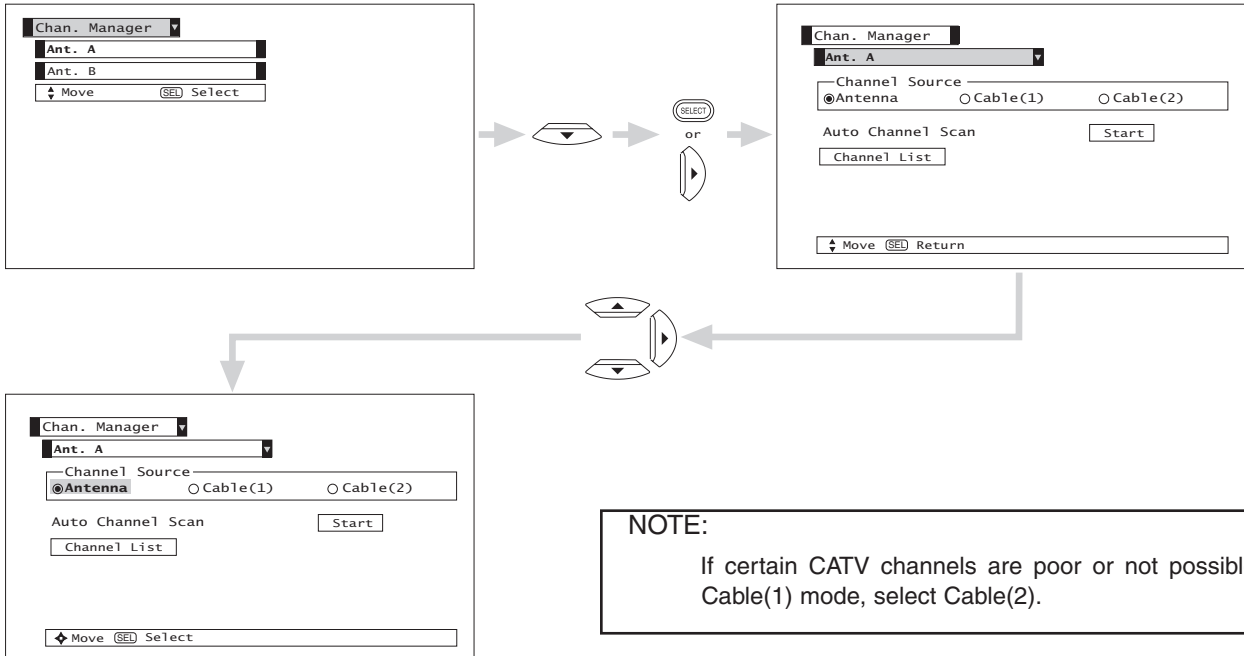 Chan. Manager
Ant. A
Ant. B
Move SEL Select
SELECT
or
Chan. Manager
Ant. A
Channel Source
Antenna Cable(1) Cable(2)
Auto Channel Scan Start
Channel List
Move SEL Return
Chan. Manager
Ant. A
Channel Source
Antenna Cable(1) Cable(2)
Auto Channel Scan Start
Channel List
Move SEL Select
NOTE:
If certain CATV channels are poor or not possibl
Cable(1) mode, select Cable(2).